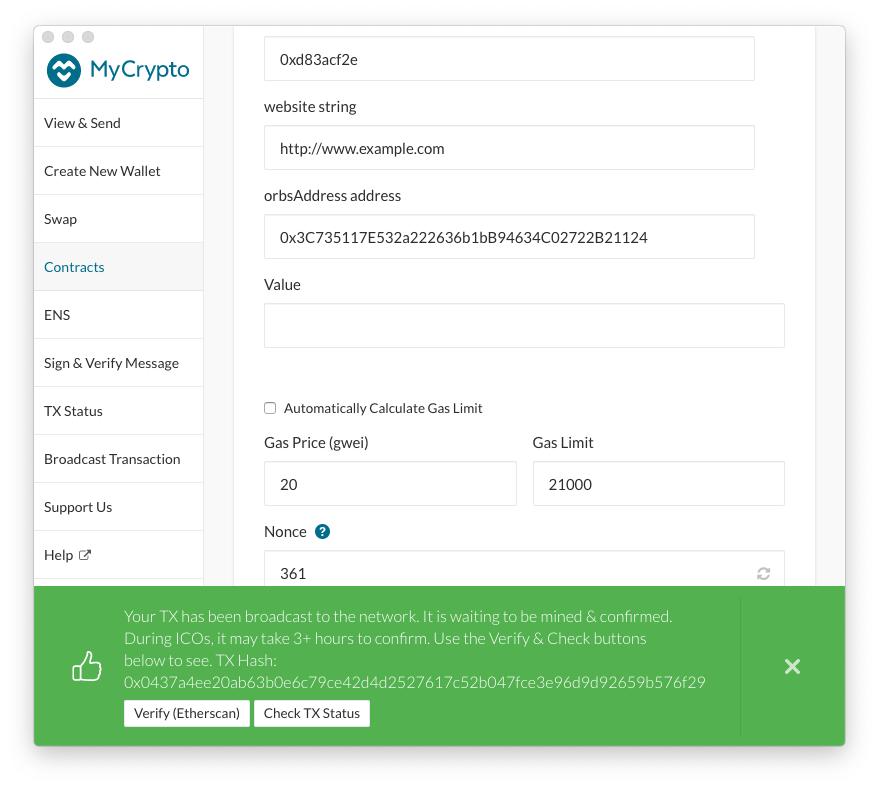 MyCrypto
View & Send
Create New Wallet
Swap
Contracts
ENS
Sign & Verify Message
TX Status
Broadcast Transaction
Support Us
Help
0xd83acf2e
website string
http://www.example.com
orbsAddress address
0x3C735117E532a222636b1bB94634C02722B21124
Value
Automatically Calculate Gas Limit
Gas Price (gwei) Gas Limit
20 21000
Nonce ?
361
Your TX has been broadcast to the network. It is waiting to be mined & confirmed.
During ICOs, it may take 3+ hours to confirm. Use the Verify & Check buttons
below to see. TX Hash:
0x0437a4ee20ab63b0e6c79ce42d4d2527617c52b047fce3e96d9d92659b576f29
Verify (Etherscan) Check TX Status